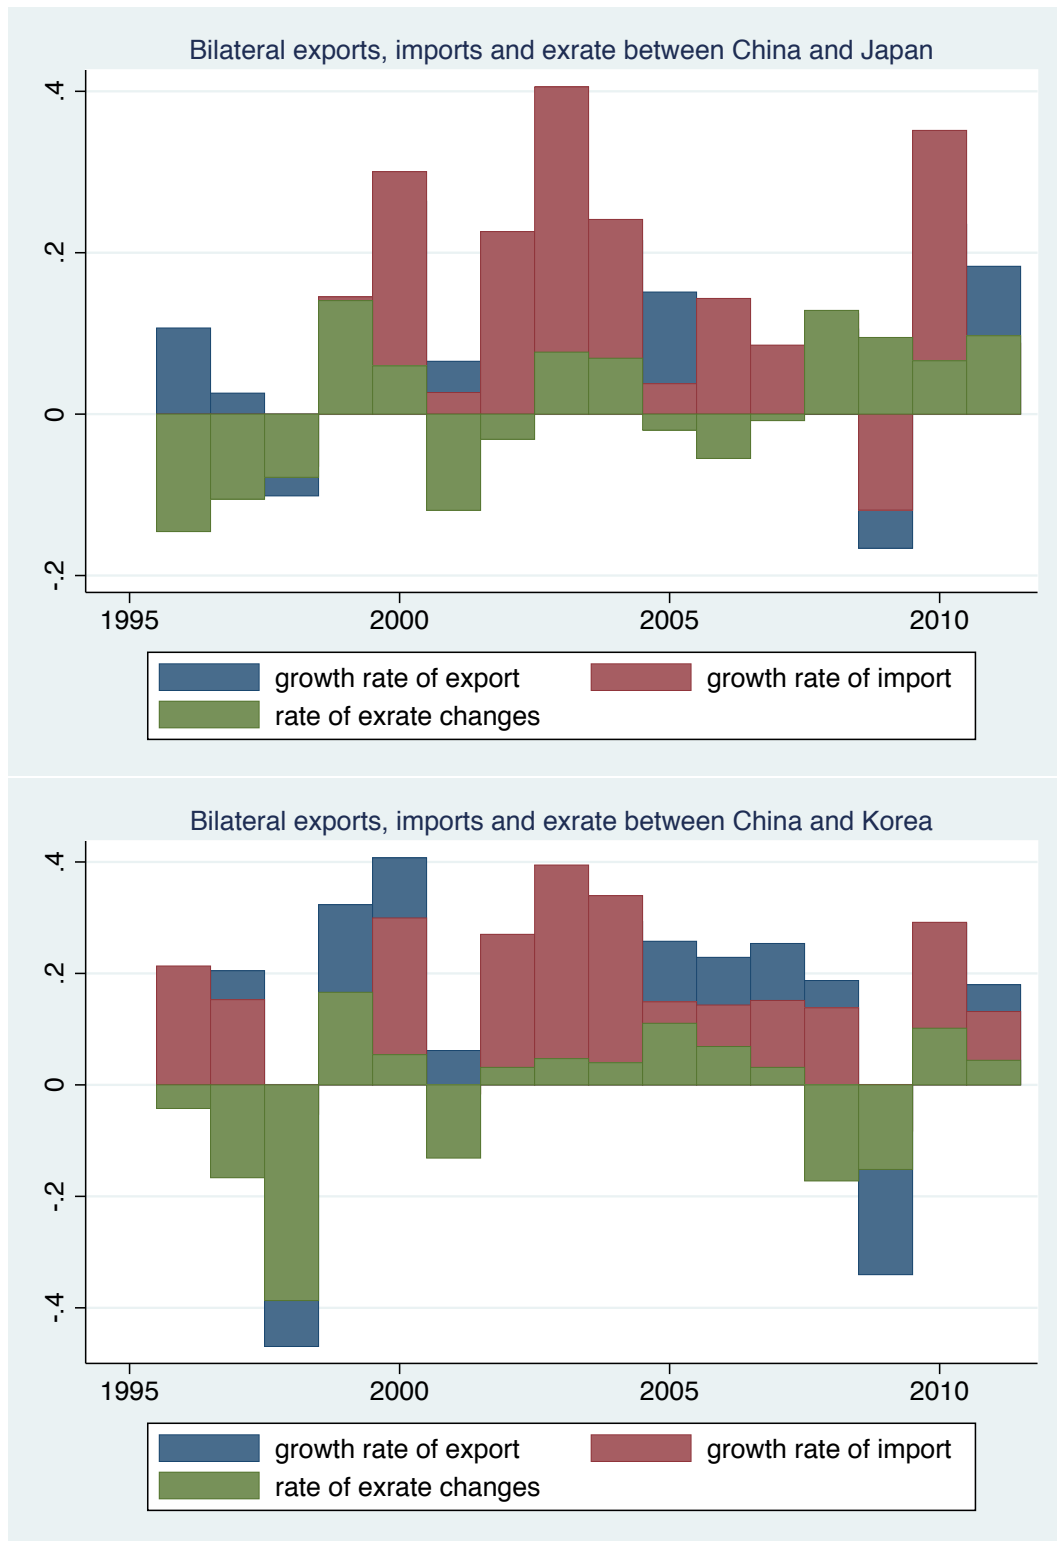 Bilateral exports, imports and exrate between China and Japan
.4
.2
0
-.2
1995 2000 2005 2010
growth rate of export growth rate of import
rate of exrate changes
Bilateral exports, imports and exrate between China and Korea
.4
.2
0
-.2
-.4
1995 2000 2005 2010
growth rate of export growth rate of import
rate of exrate changes